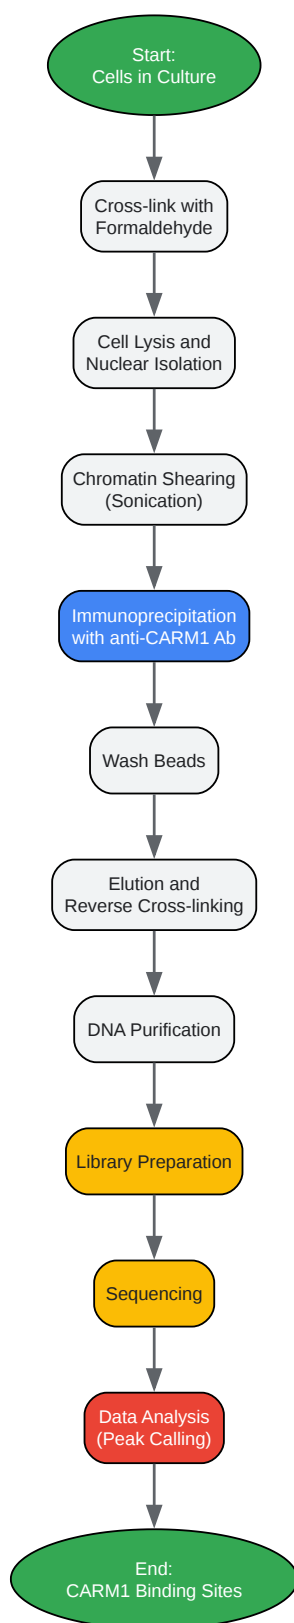 Start:
Cells in Culture
Cross-link with
Formaldehyde
Cell Lysis and
Nuclear Isolation
Chromatin Shearing
(Sonication)
Immunoprecipitation
with anti-CARM1 Ab
Wash Beads
Elution and
Reverse Cross-linking
DNA Purification
Library Preparation
Sequencing
Data Analysis
(Peak Calling)
End:
CARM1 Binding Sites